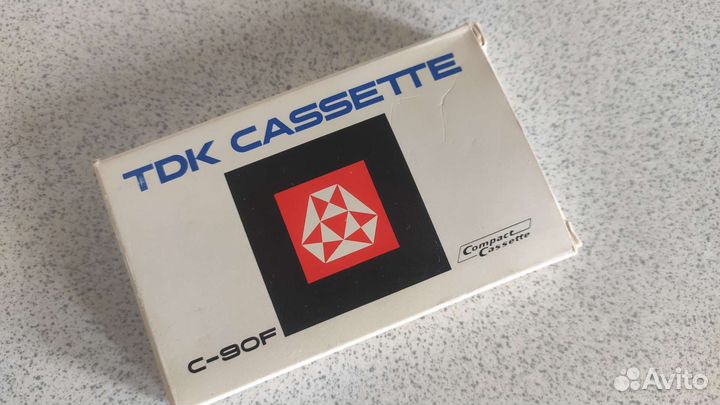 TDK CASSETTE
Compact
Cassette
C-90F
Avito